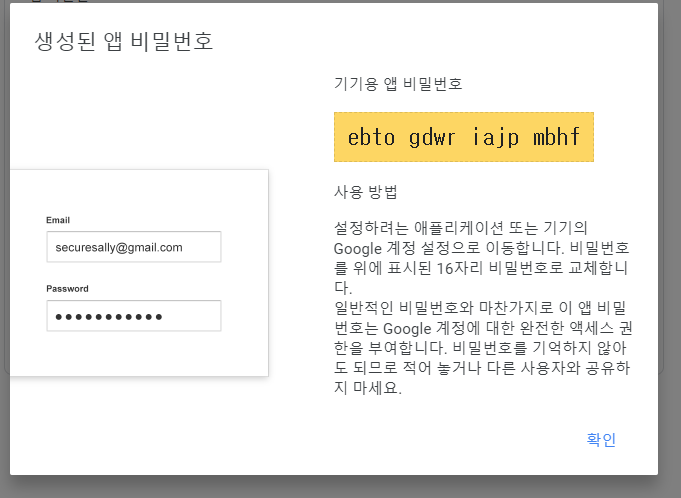 생성된 앱 비밀번호
기기용 앱 비밀번호
ebto gdwr iajp mbhf
사용 방법
Email
securesally@gmail.com
Password
설정하려는 애플리케이션 또는 기기의
Google 계정 설정으로 이동합니다. 비밀번호
를 위에 표시된 16자리 비밀번호로 교체합니
다.
일반적인 비밀번호와 마찬가지로 이 앱 비밀
번호는 Google 계정에 대한 완전한 액세스 권
한을 부여합니다. 비밀번호를 기억하지 않아
도 되므로 적어 놓거나 다른 사용자와 공유하
지 마세요.
확인